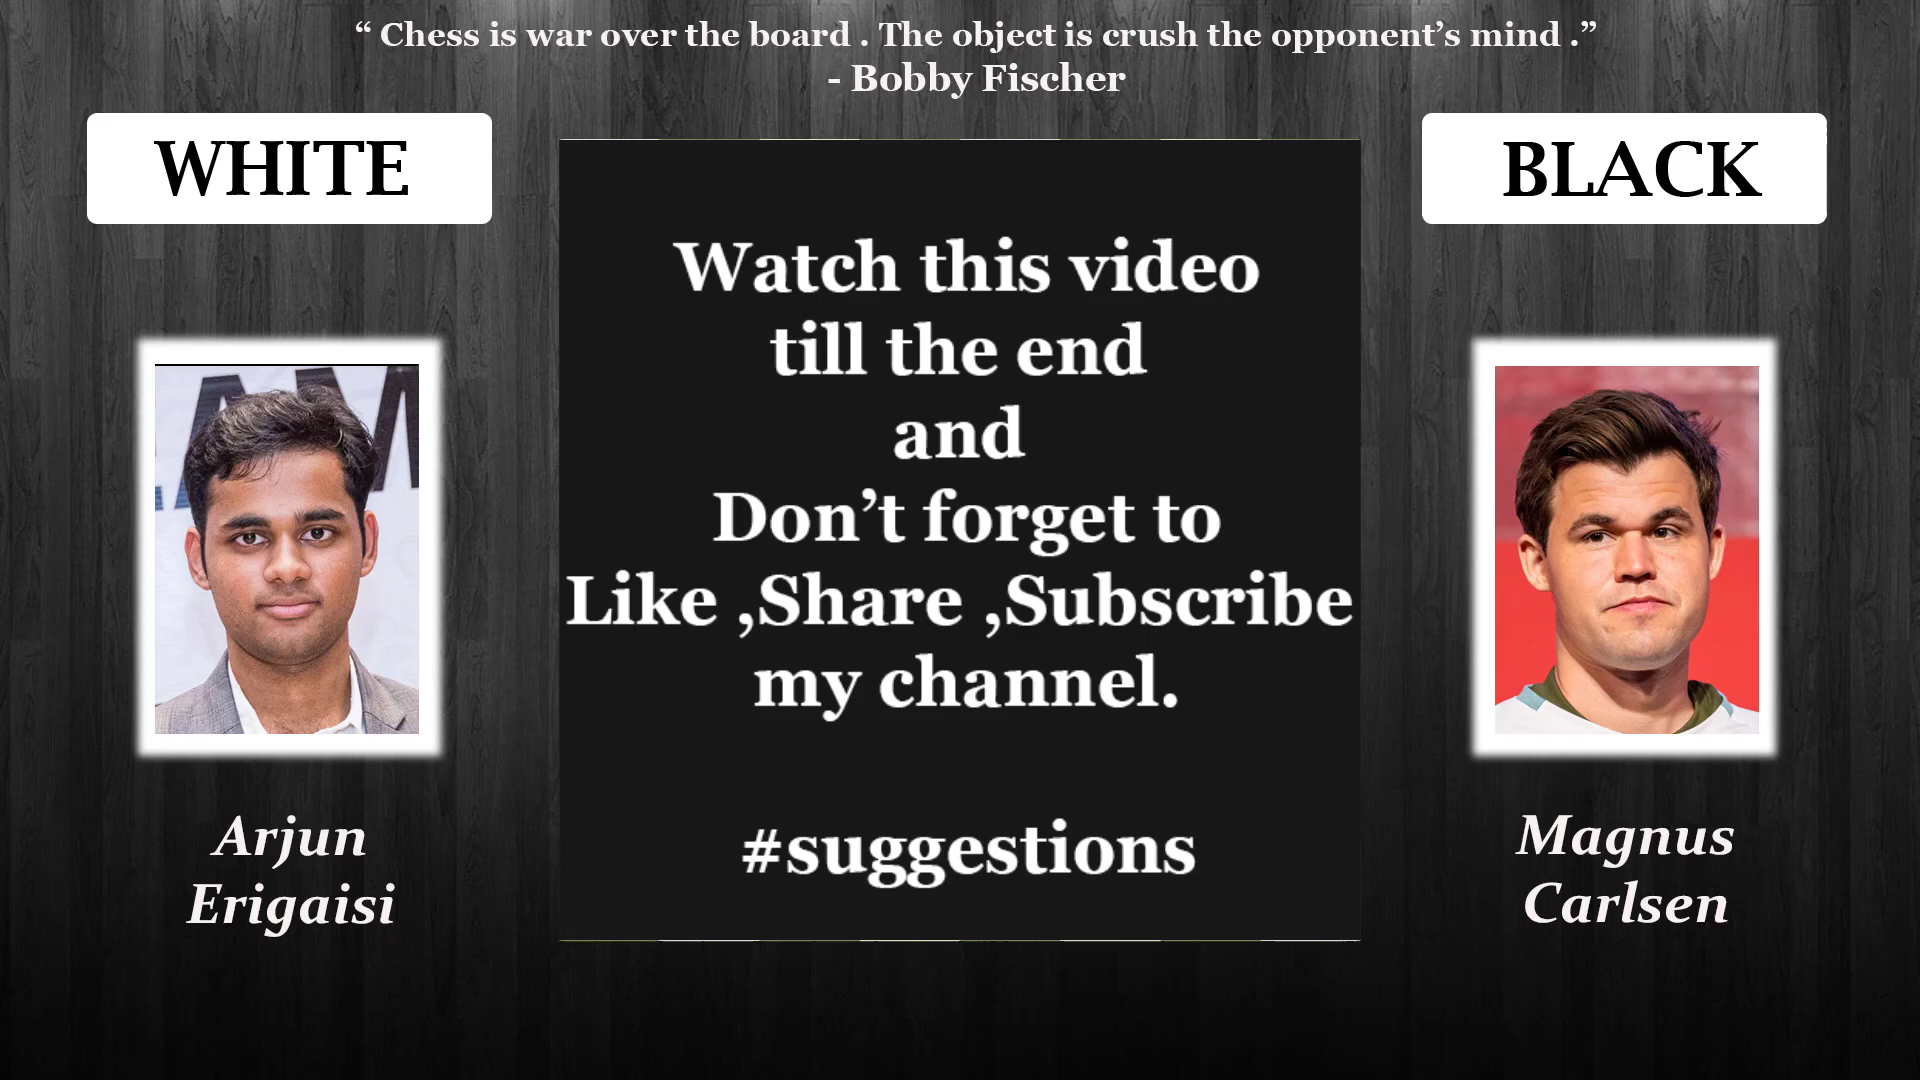 “ Chess is war over the board . The object is crush the opponent’s mind .”
- Bobby Fischer
WHITE
BLACK
Watch this video
till the end
and
Don’t forget to
Like ,Share ,Subscribe
my channel.
#suggestions
Arjun
Erigaisi
Magnus
Carlsen